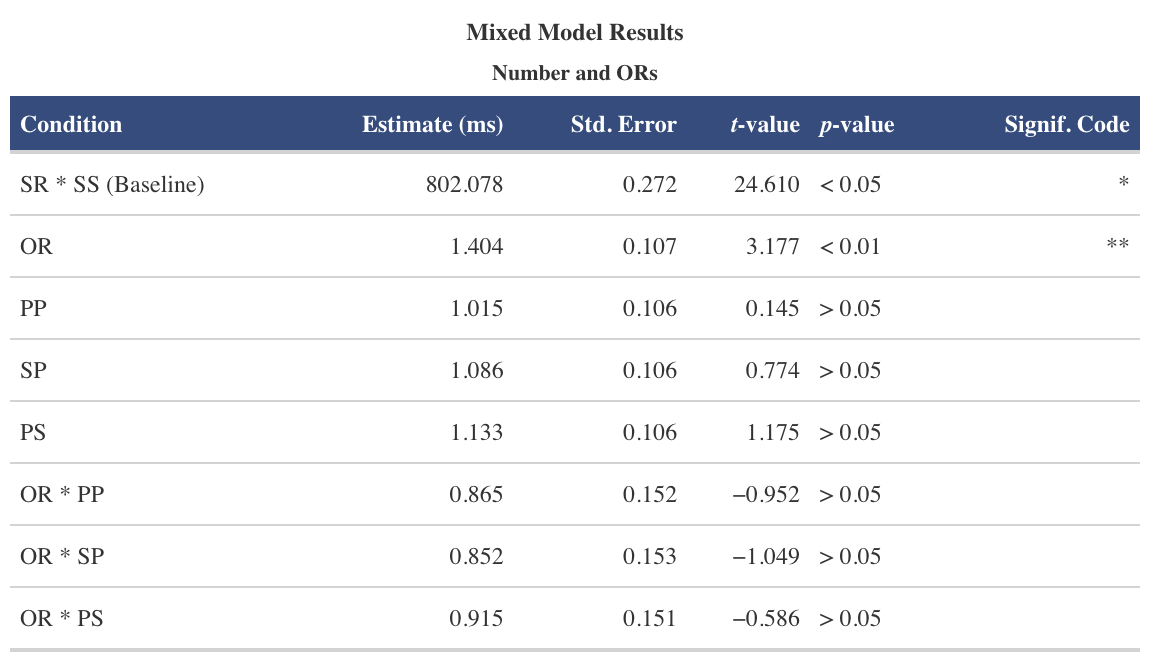 Mixed Model Results
Number and ORs
Condition Estimate (ms) Std. Error t-value p-value Signif. Code
SR * SS (Baseline) 802.078 0.272 24.610 < 0.05 *
OR 1.404 0.107 3.177 < 0.01 **
PP 1.015 0.106 0.145 > 0.05
SP 1.086 0.106 0.774 > 0.05
PS 1.133 0.106 1.175 > 0.05
OR * PP 0.865 0.152 −0.952 > 0.05
OR * SP 0.852 0.153 −1.049 > 0.05
OR * PS 0.915 0.151 −0.586 > 0.05